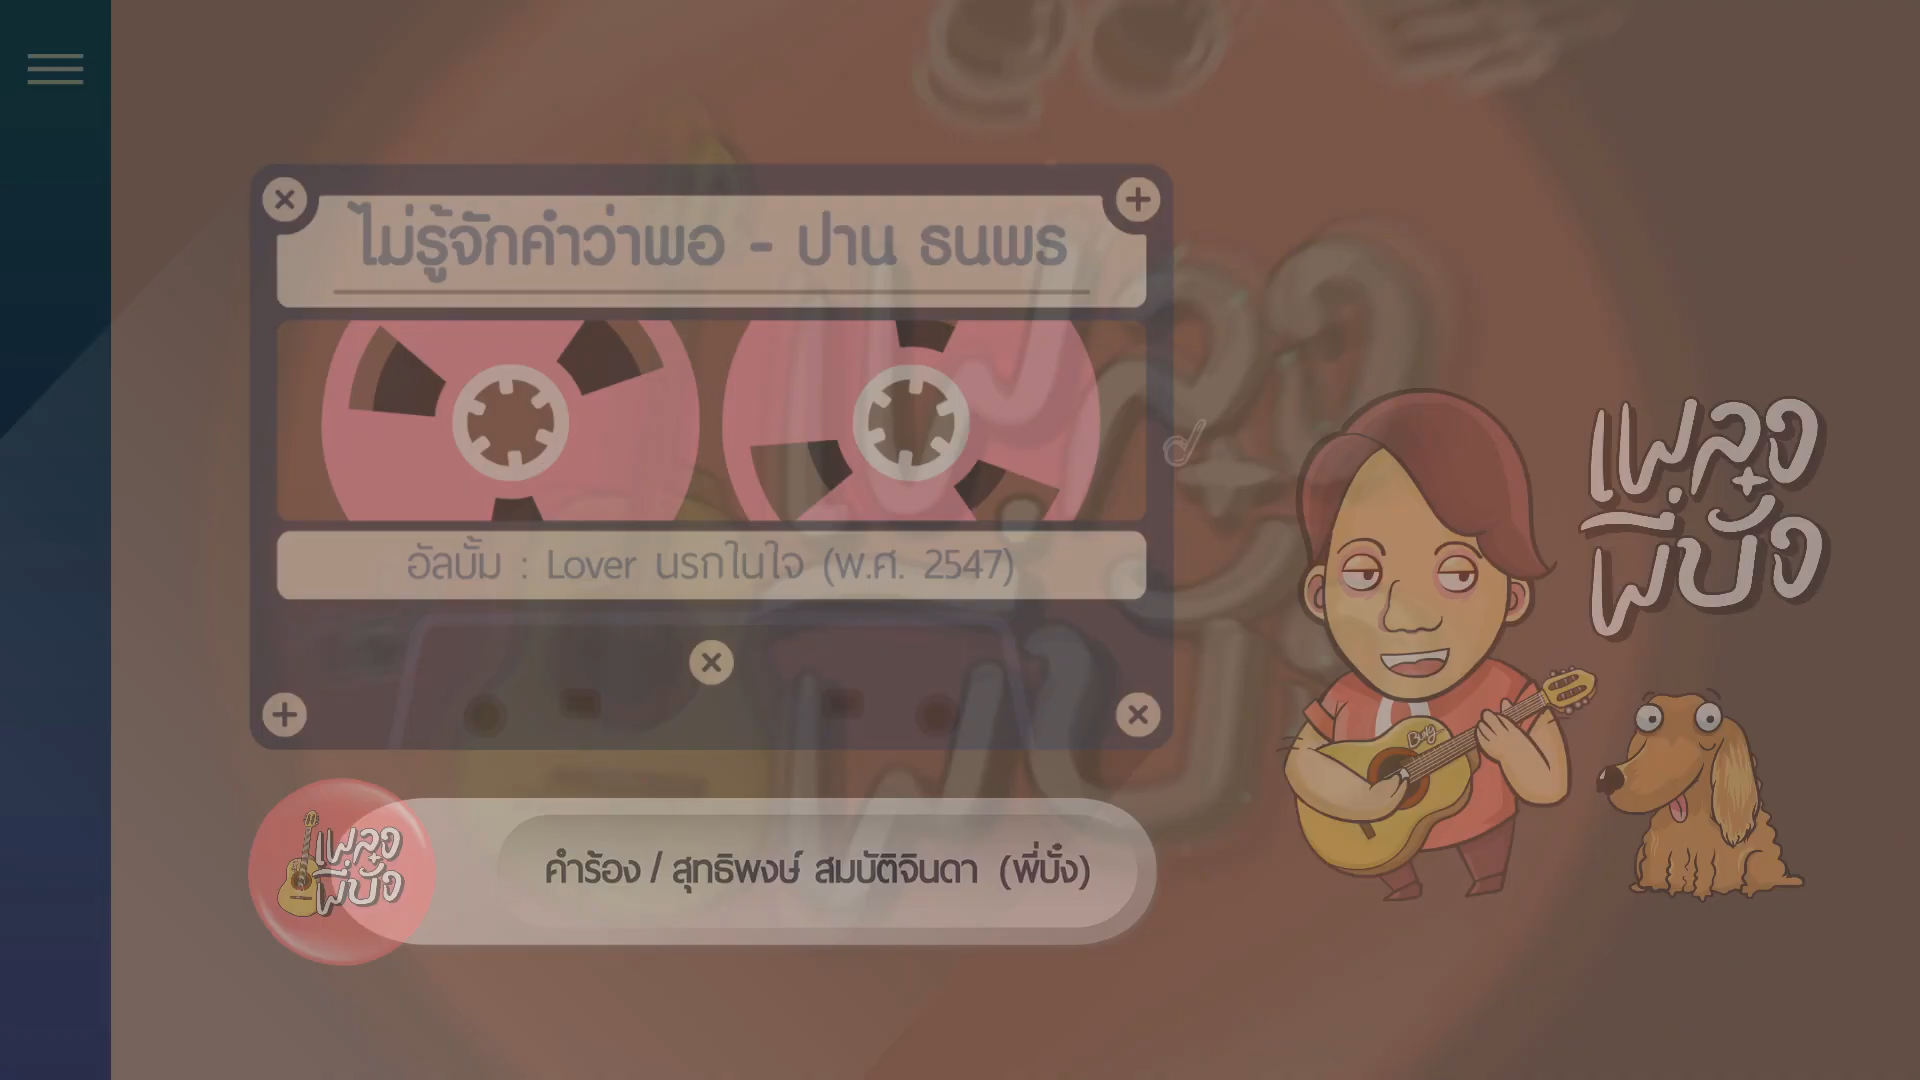 ไม่รู้จักคำว่าพอ - ปาน ธนพร
อัลบั้ม : Lover นรกในใจ (พ.ศ. 2547)
เพลง
พี่บั๋ง
Bung
เพลง
พี่บั๋ง
คำร้อง / สุทธิพงษ์ สมบัติจินดา (พี่บั๋ง)